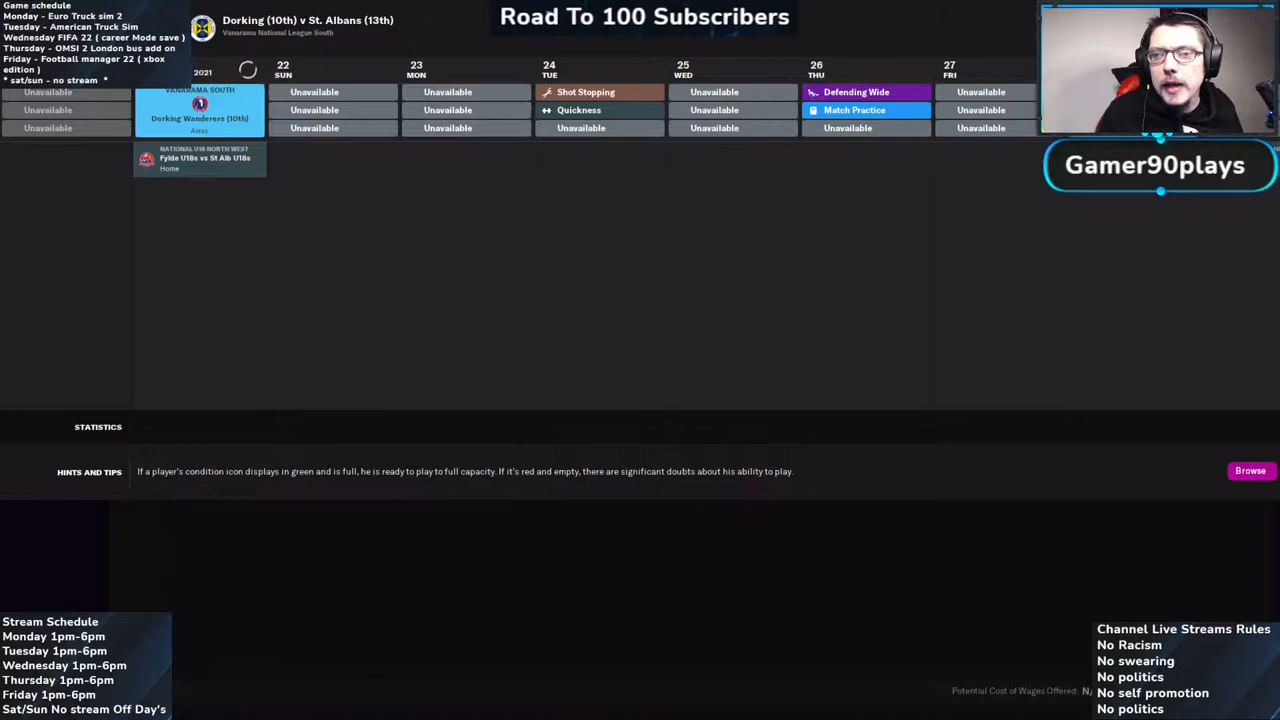 Game schedule
Monday - Euro Truck sim 2
Tuesday - American Truck Sim
Wednesday FIFA 22 ( career Mode save )
Thursday - OMSI 2 London bus add on
Friday - Football manager 22 ( xbox
edition )
* sat/sun - no stream *
Dorking (10th) v St. Albans (13th)
Vanarama National League South
Road To 100 Subscribers
2021
22
SUN
23
MON
24
TUE
25
WED
26
THU
27
FRI
Unavailable
VANARAMA SOUTH
Unavailable
Unavailable
Shot Stopping
Unavailable
Defending Wide
Unavailable
Unavailable
Dorking Wanderers (10th)
Unavailable
Unavailable
Quickness
Unavailable
Match Practice
Unavailable
Unavailable
Away
Unavailable
Unavailable
Unavailable
Unavailable
Unavailable
Unavailable
NATIONAL U18 NORTH WEST
Fylde U18s vs St Alb U18s
Home
Gamer90plays
STATISTICS
HINTS AND TIPS
If a player's condition icon displays in green and is full, he is ready to play to full capacity. If it's red and empty, there are significant doubts about his ability to play.
Browse
Stream Schedule
Monday 1pm-6pm
Tuesday 1pm-6pm
Wednesday 1pm-6pm
Thursday 1pm-6pm
Friday 1pm-6pm
Sat/Sun No stream Off Day's
Potential Cost of Wages Offered:
Channel Live Streams Rules
No Racism
No swearing
No politics
No self promotion
No politics